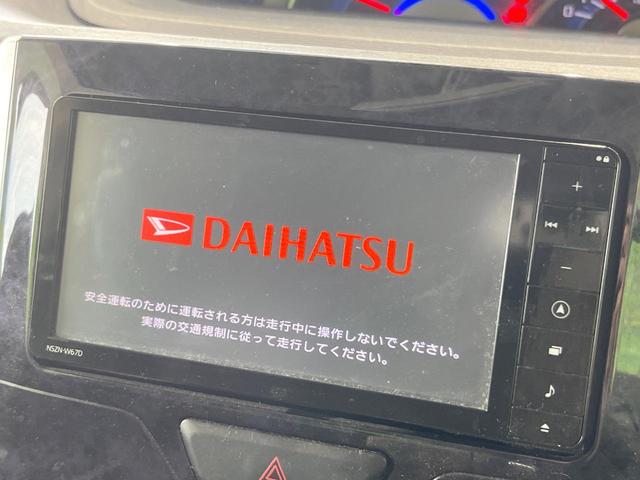 DAIHATSU
安全運転のために運転される方は走行中に操作しないでください。
実際の交通規制に従って走行してください。
NSZN-W67D